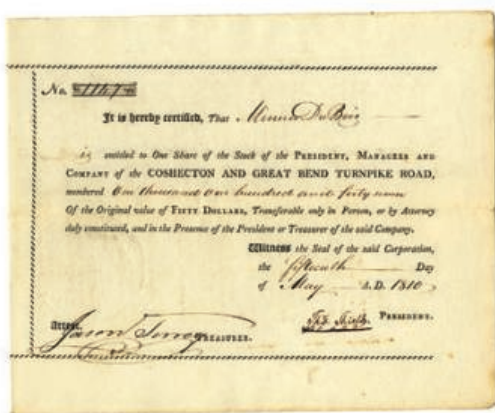 No. 1147
It is hereby certified, That Minna Du Bois
is entitled to One Share of the Stock of the PRESIDENT, MANAGERS AND
COMPANY of the COSHECTON AND GREAT BEND TURNPIKE ROAD,
numbered One thousand one hundred and forty seven
Of the Original value of FIFTY DOLLARS, Transferable only in Person, or by Attorney
duly constituted, and in the Presence of the President or Treasurer of the said Company.
Witness the Seal of the said Corporation,
the fifteenth Day
of May A.D. 1810
PRESIDENT.
Attest.
Jason Torrey TREASURER.